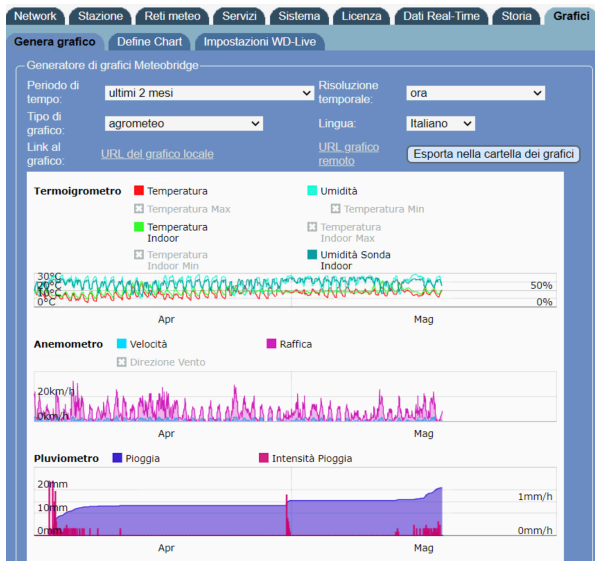 Network Stazione Reti meteo Servizi Sistema Licenza Dati Real-Time Storia Grafici
Genera grafico Define Chart Impostazioni WD-Live
Generatore di grafici Meteobridge
Periodo di tempo: ultimi 2 mesi Risoluzione temporale: ora
Tipo di grafico: agrometeo Lingua: Italiano
Link al grafico: URL del grafico locale URL grafico remoto Esporta nella cartella dei grafici
Termoigrometro Temperatura Umidità
Temperatura Max Temperatura Min
Temperatura Indoor Temperatura Indoor Max
Temperatura Indoor Min Umidità Sonda Indoor
30°C
20°C 50%
10°C
0°C 0%
Apr Mag
Anemometro Velocità Raffica
Direzione Vento
20km/h
0km/h
Apr Mag
Pluviometro Pioggia Intensità Pioggia
20mm
1mm/h
10mm
0mm 0mm/h
Apr Mag